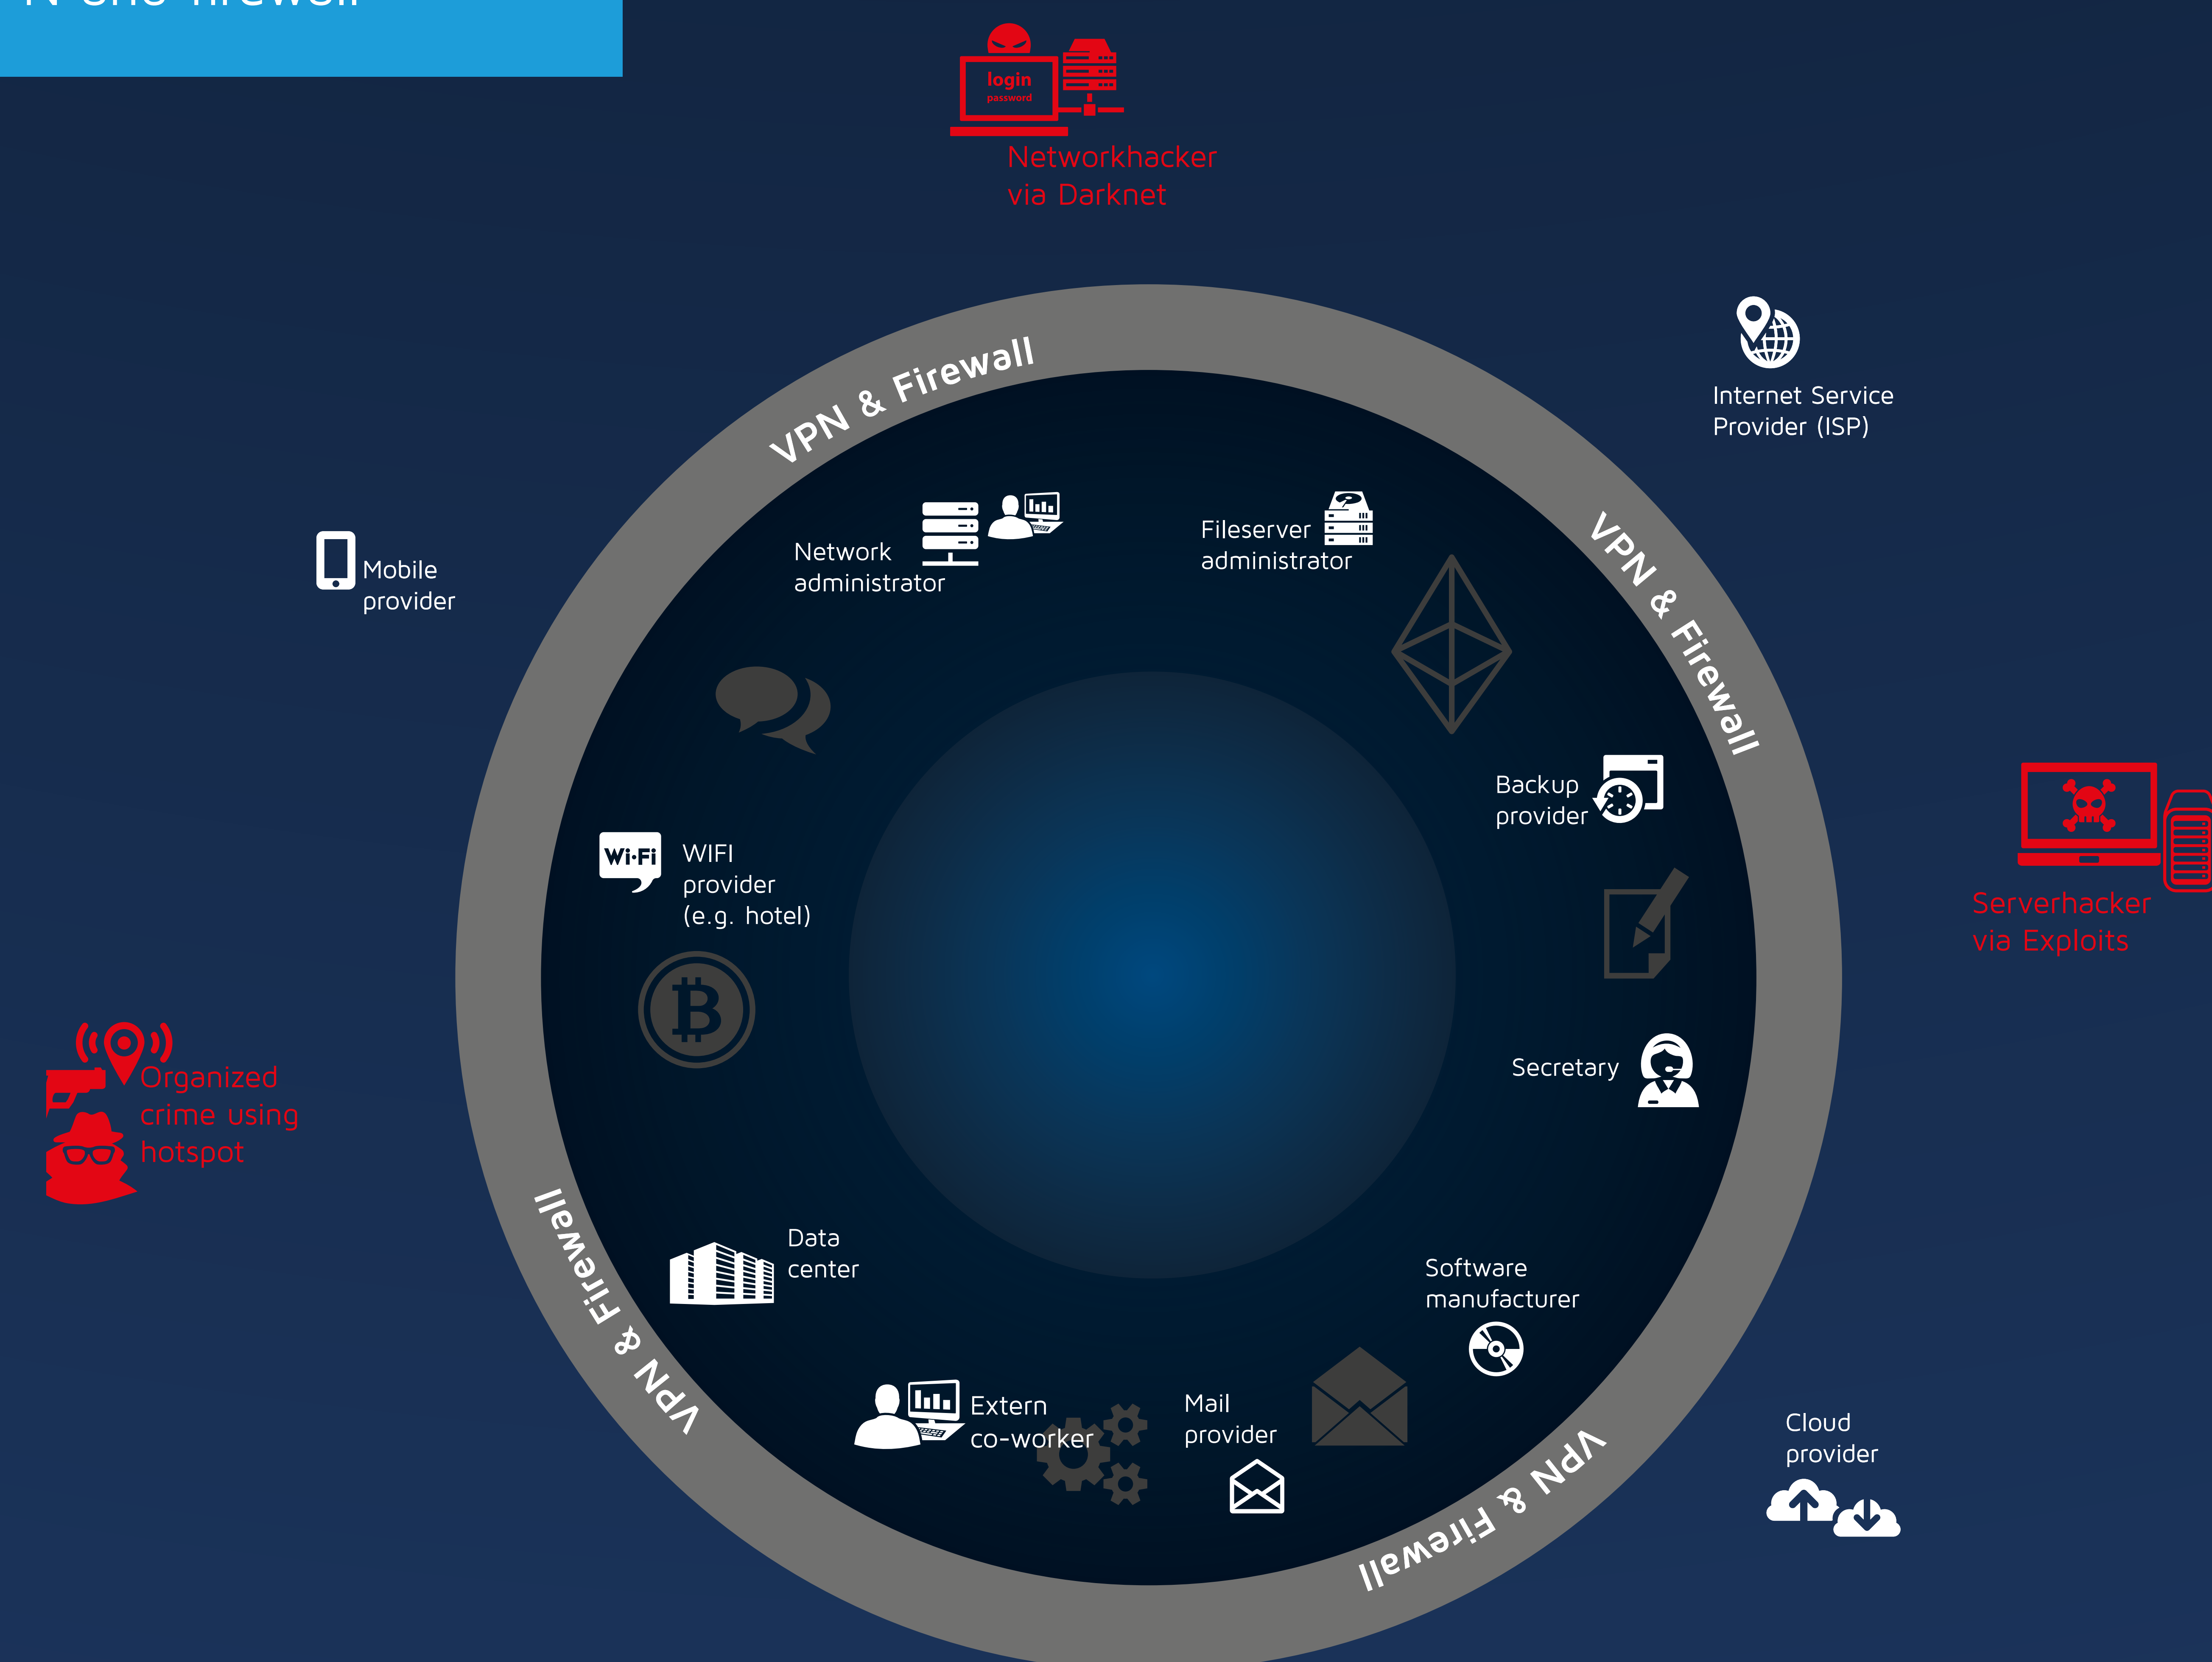 firewall
login
password
Networkhacker
via Darknet
Internet Service
Provider (ISP)
VPN & Firewall
VPN & Firewall
Network
administrator
Fileserver
administrator
Mobile
provider
Backup
provider
Wi-Fi
WIFI
provider
(e.g. hotel)
Serverhacker
via Exploits
Organized
crime using
hotspot
Secretary
Data
center
Software
manufacturer
VPN & Firewall
Extern
co-worker
Mail
provider
VPN & Firewall
Cloud
provider